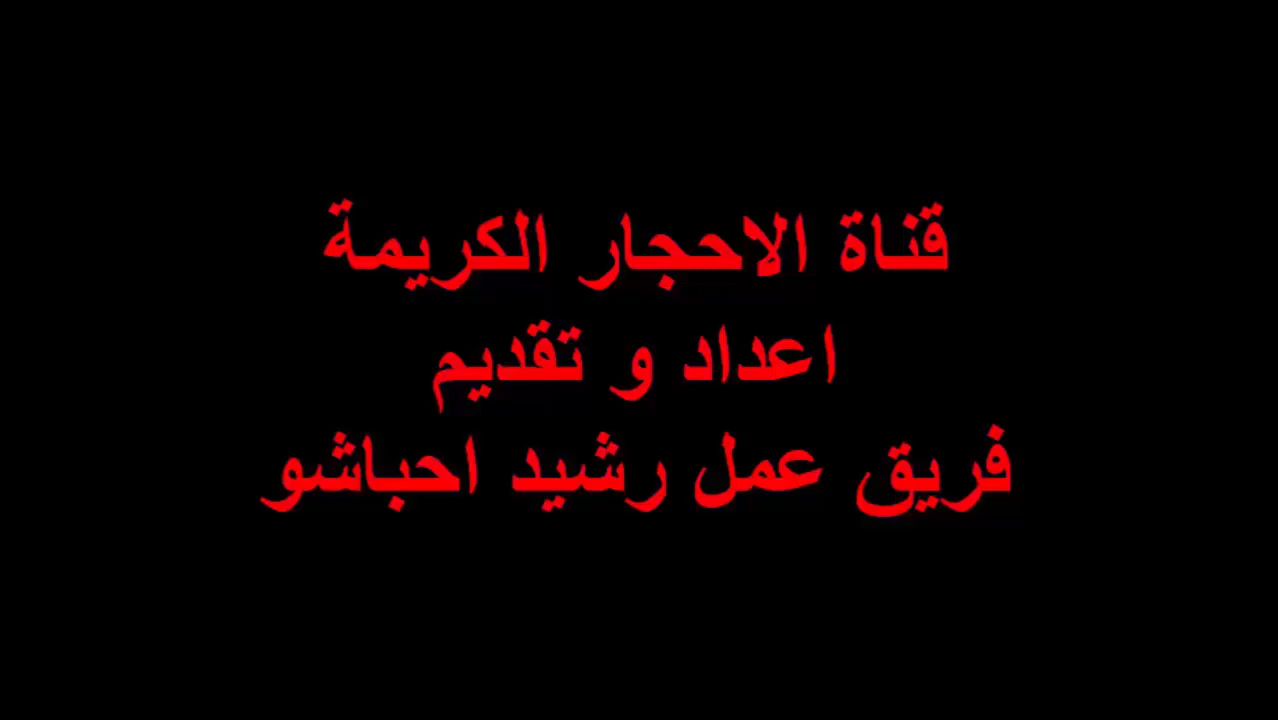 قناة الاحجار الكريمة
اعداد و تقديم
فريق عمل رشيد احباشو